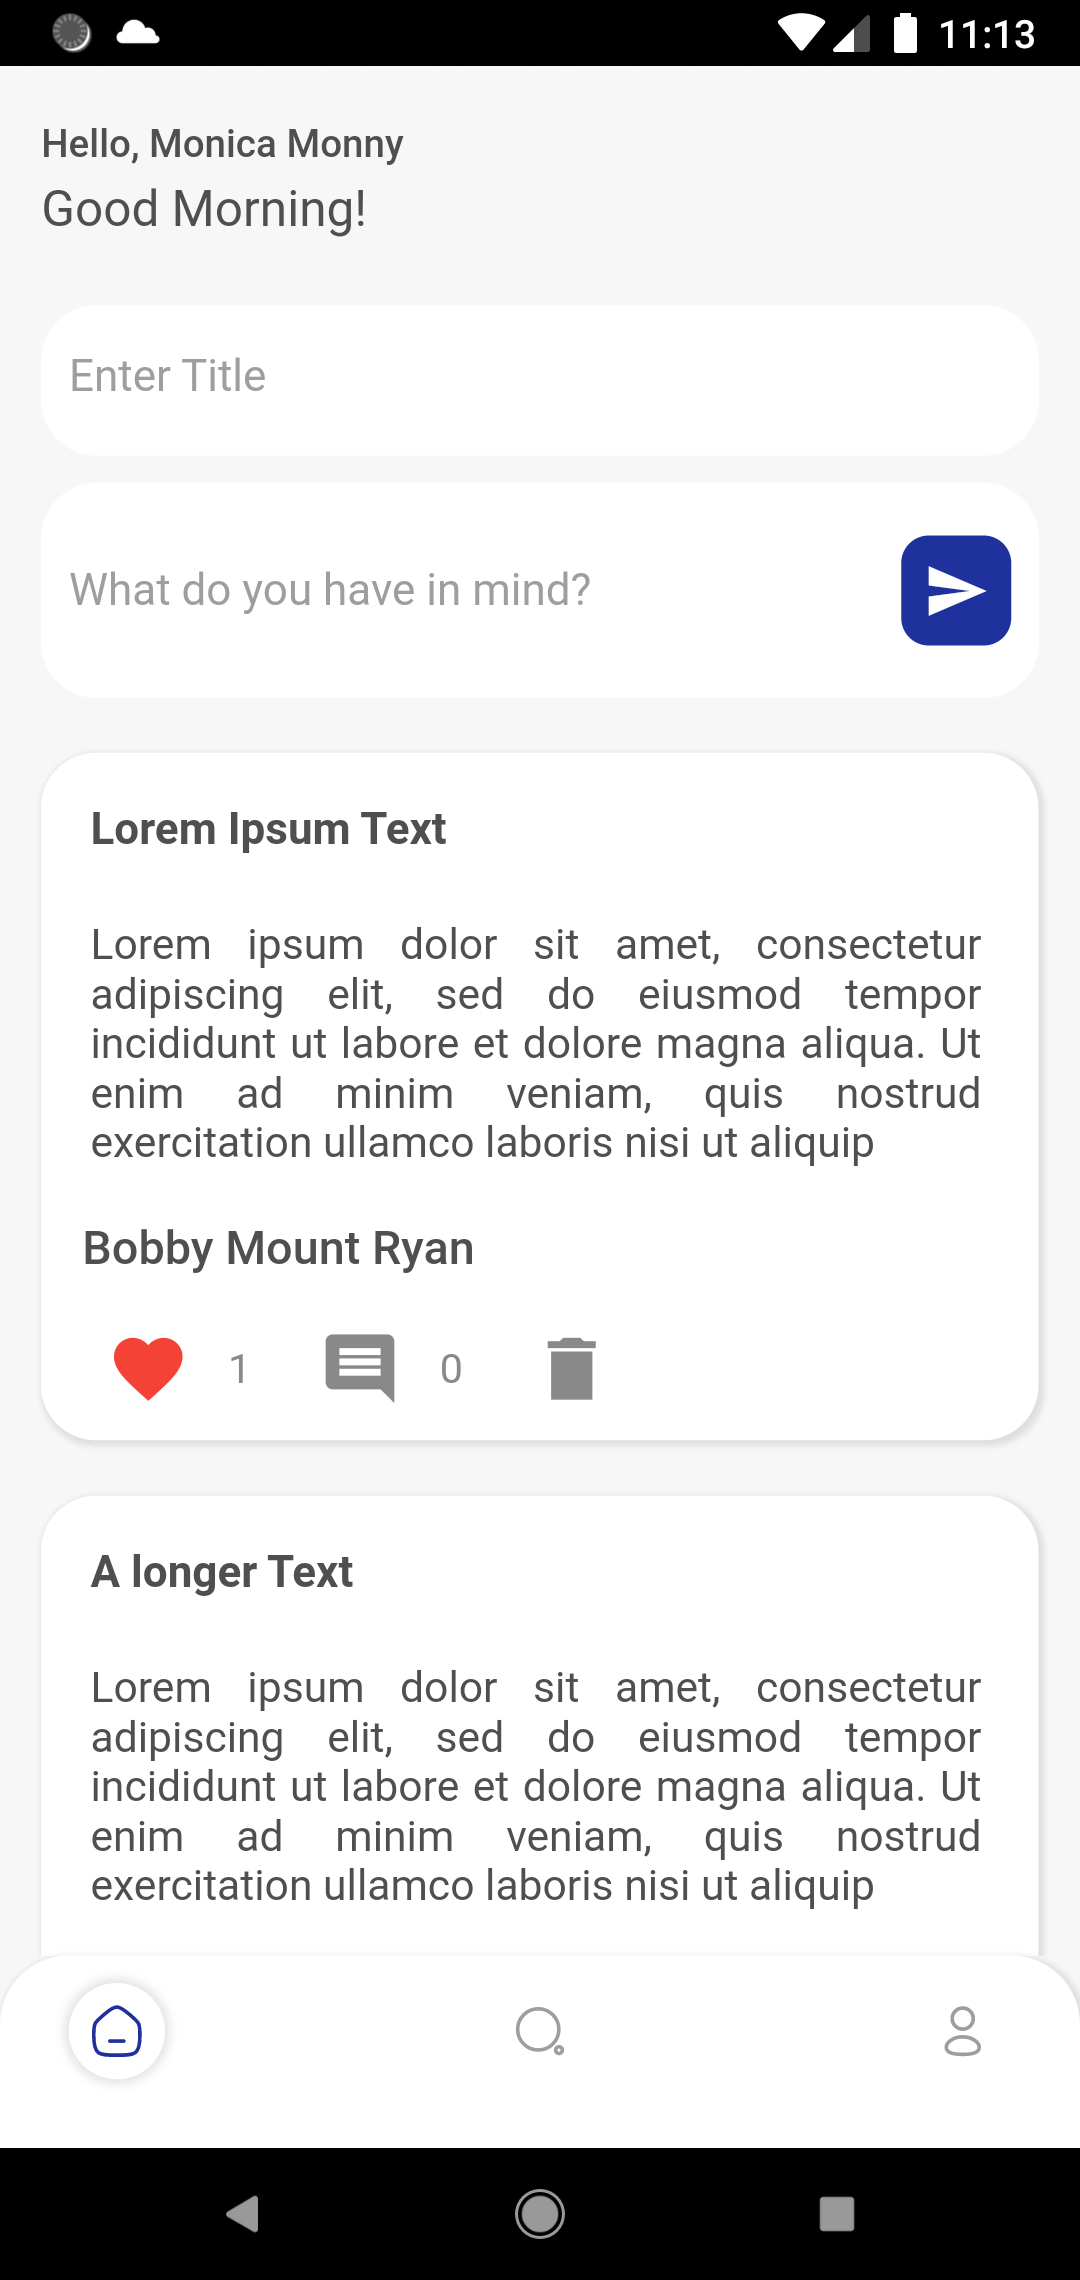 11:13
Hello, Monica Monny
Good Morning!
Enter Title
What do you have in mind?
Lorem Ipsum Text
Lorem ipsum dolor sit amet, consectetur
adipiscing elit, sed do eiusmod tempor
incididunt ut labore et dolore magna aliqua. Ut
enim ad minim veniam, quis nostrud
exercitation ullamco laboris nisi ut aliquip
Bobby Mount Ryan
1 0
A longer Text
Lorem ipsum dolor sit amet, consectetur
adipiscing elit, sed do eiusmod tempor
incididunt ut labore et dolore magna aliqua. Ut
enim ad minim veniam, quis nostrud
exercitation ullamco laboris nisi ut aliquip